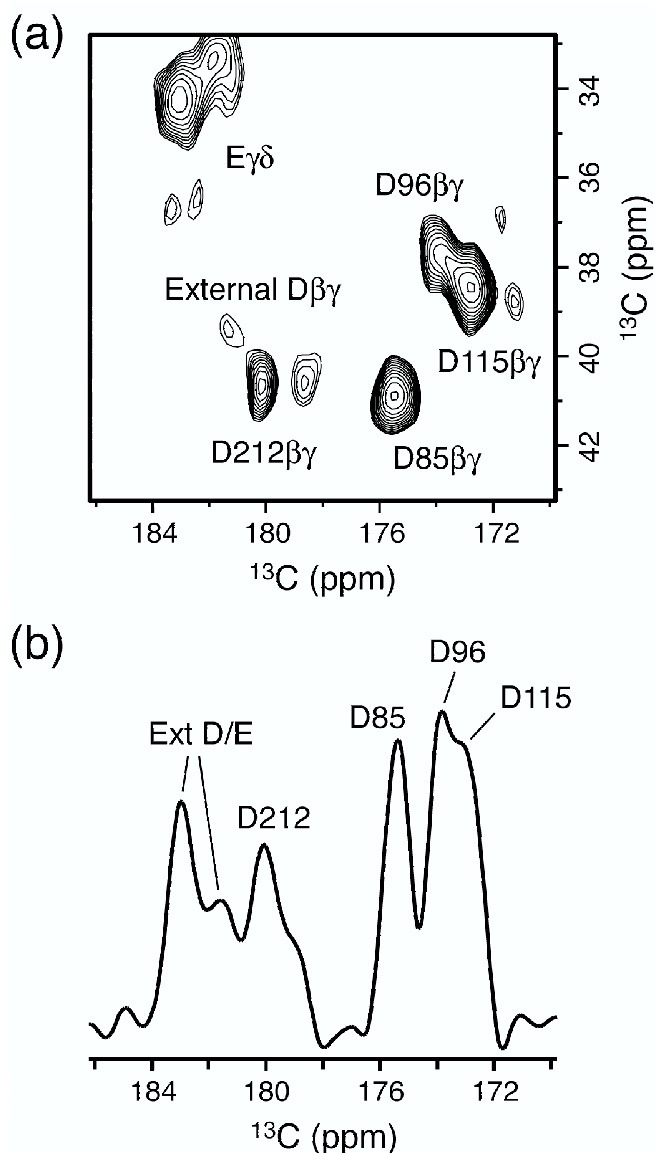 (a)
34
Eγδ
36
D96βγ
38
External Dβγ
¹³C (ppm)
D115βγ
40
D212βγ
D85βγ
42
184 180 176 172
¹³C (ppm)
(b)
D96
D85
D115
Ext D/E
D212
184 180 176 172
¹³C (ppm)